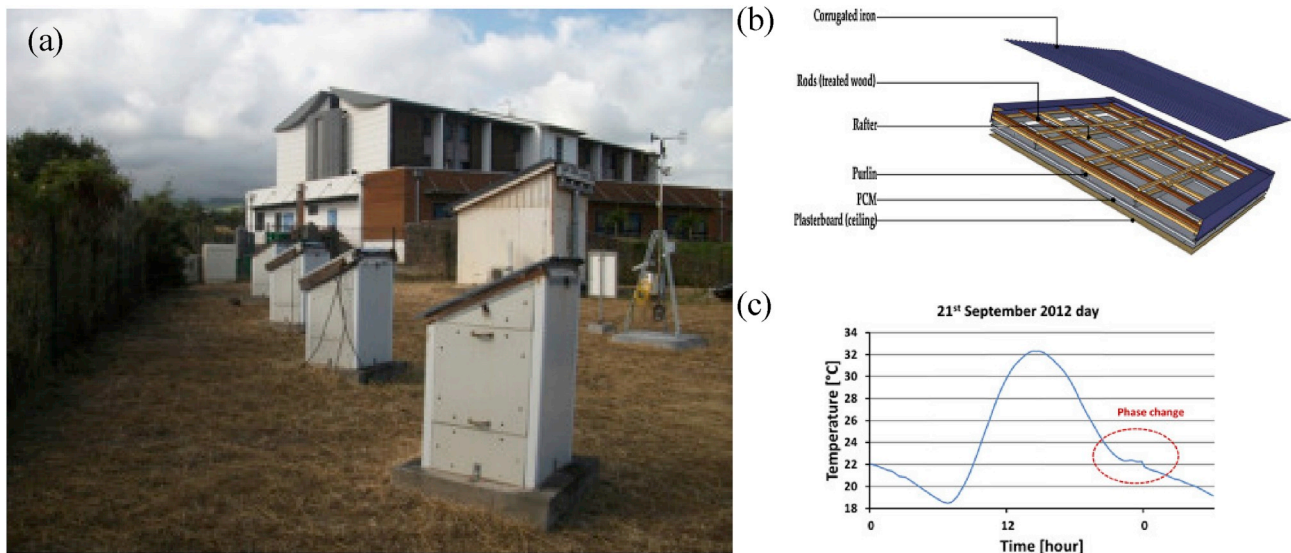 (a)
(b)
Corrugated iron
Rods (treated wood)
Rafter
Purlin
PCM
Plasterboard (ceiling)
(c)
21st September 2012 day
Temperature [°C]
34
32
30
28
26
24
22
20
18
Phase change
0 12 0
Time [hour]